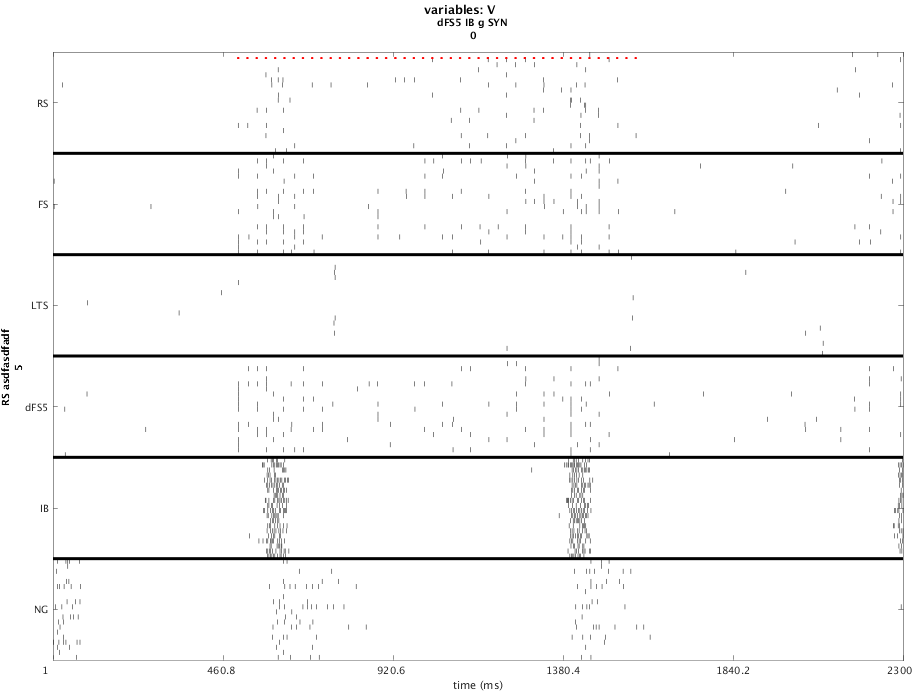 variables: V
dFS5 IB g SYN
0
RS
FS
LTS
RS asdfasdfadf
5
dFS5
IB
NG
1
460.8
920.6
1380.4
1840.2
2300
time (ms)